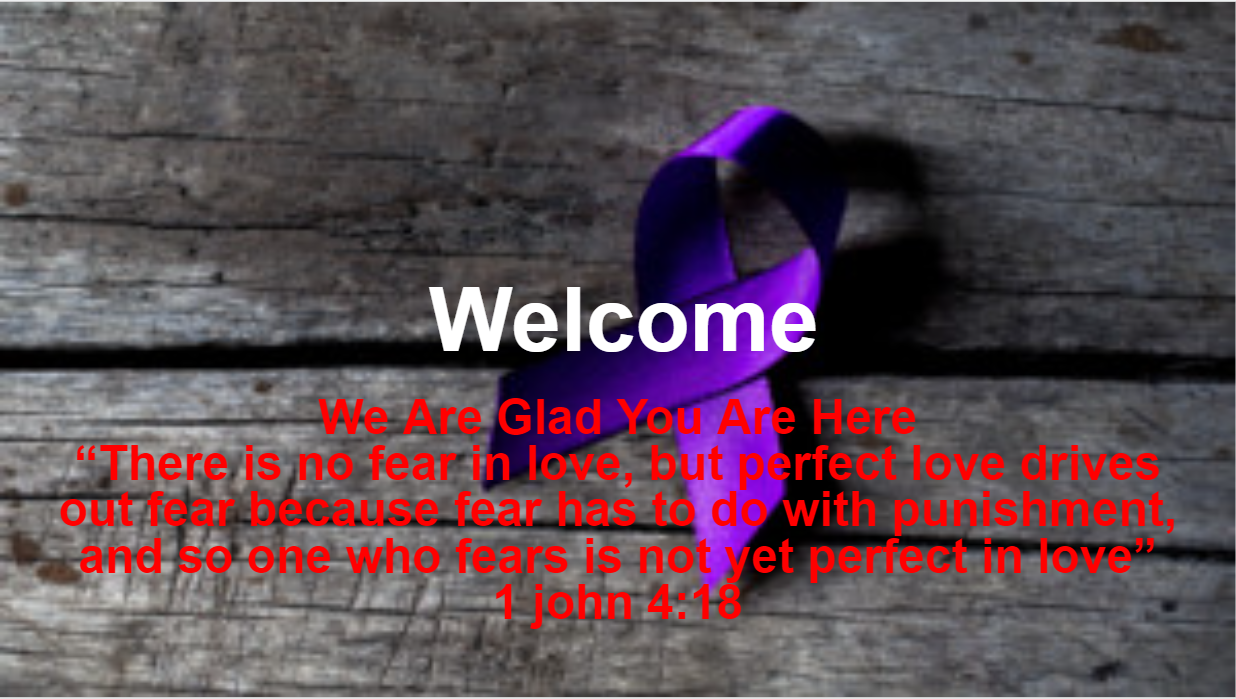 Welcome
We Are Glad You Are Here
“There is no fear in love, but perfect love drives
out fear because fear has to do with punishment,
and so one who fears is not yet perfect in love”
1 john 4:18